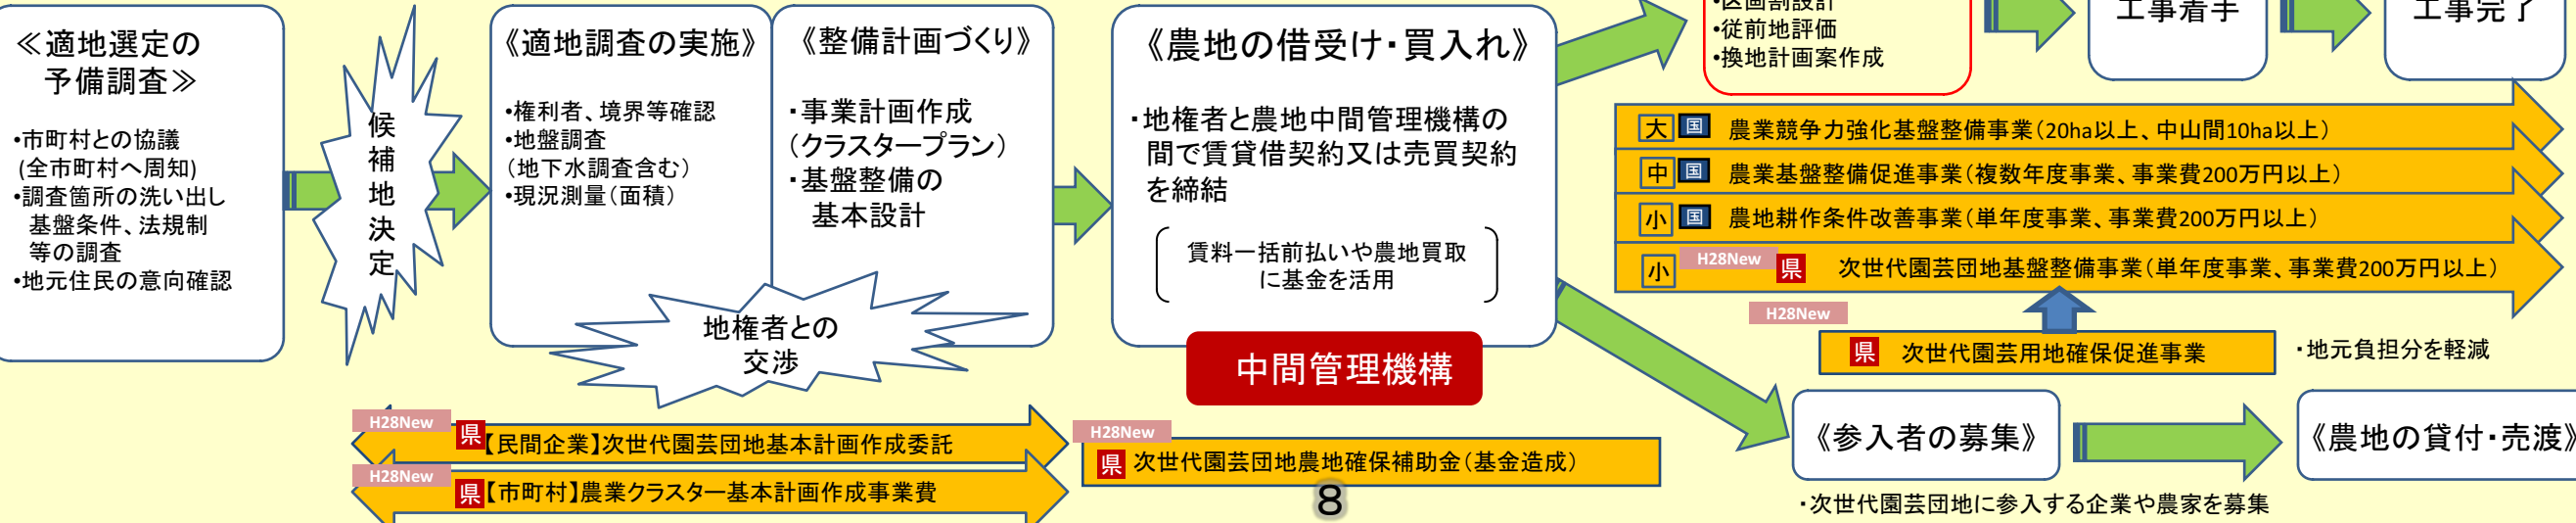 ≪適地選定の
予備調査≫
•市町村との協議
(全市町村へ周知)
•調査箇所の洗い出し
基盤条件、法規制
等の調査
•地元住民の意向確認
候
補
地
決
定
《適地調査の実施》
•権利者、境界等確認
•地盤調査
(地下水調査含む)
•現況測量(面積)
《整備計画づくり》
・事業計画作成
(クラスタープラン)
・基盤整備の
基本設計
地権者との
交渉
《農地の借受け・買入れ》
・地権者と農地中間管理機構の
間で賃貸借契約又は売買契約
を締結
賃料一括前払いや農地買取
に基金を活用
中間管理機構
•区画割設計
•従前地評価
•換地計画案作成
工事着手
工事完了
大 国 農業競争力強化基盤整備事業(20ha以上、中山間10ha以上)
中 国 農業基盤整備促進事業(複数年度事業、事業費200万円以上)
小 国 農地耕作条件改善事業(単年度事業、事業費200万円以上)
小 H28New 県 次世代園芸団地基盤整備事業(単年度事業、事業費200万円以上)
H28New
県 次世代園芸用地確保促進事業
・地元負担分を軽減
《参入者の募集》
《農地の貸付・売渡》
・次世代園芸団地に参入する企業や農家を募集
H28New
県 【民間企業】次世代園芸団地基本計画作成委託
H28New
県 【市町村】農業クラスター基本計画作成事業費
H28New
県 次世代園芸団地農地確保補助金(基金造成)
8